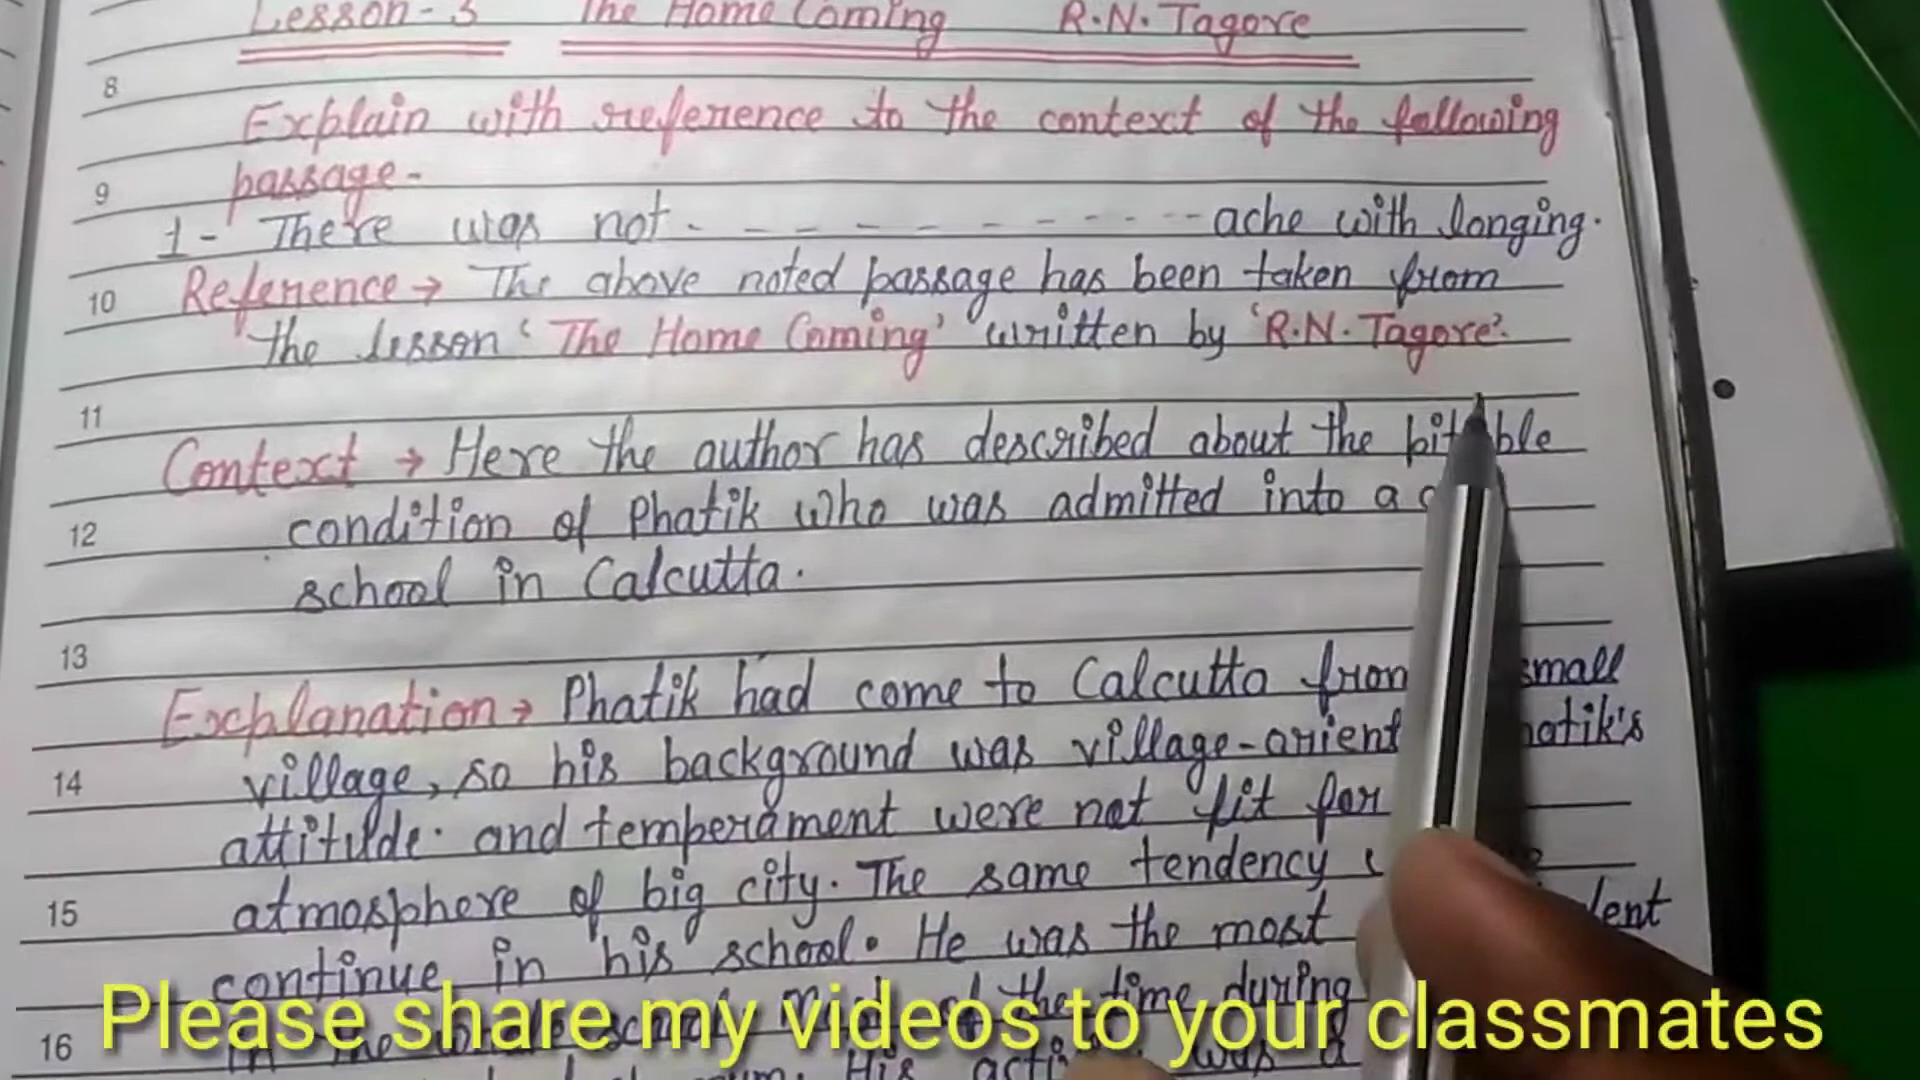 Lesson - 3 The Home Coming R.N. Tagore
8
Explain with reference to the context of the following
9
passage-
1- There was not - - - - - - - - - - ache with longing.
10
Reference → The above noted passage has been taken from
the lesson 'The Home Coming' written by 'R.N. Tagore'.
11
Context → Here the author has described about the
12
condition of Phatik who was admitted into a
school in Calcutta.
13
Explanation → Phatik had come to Calcutta from small
14
village, so his background was village-orient
attitude and temperament were not fit for
15
atmosphere of big city. The same tendency
continue in his school. He was the most
16
the time during
His was a
Please share my videos to your classmates